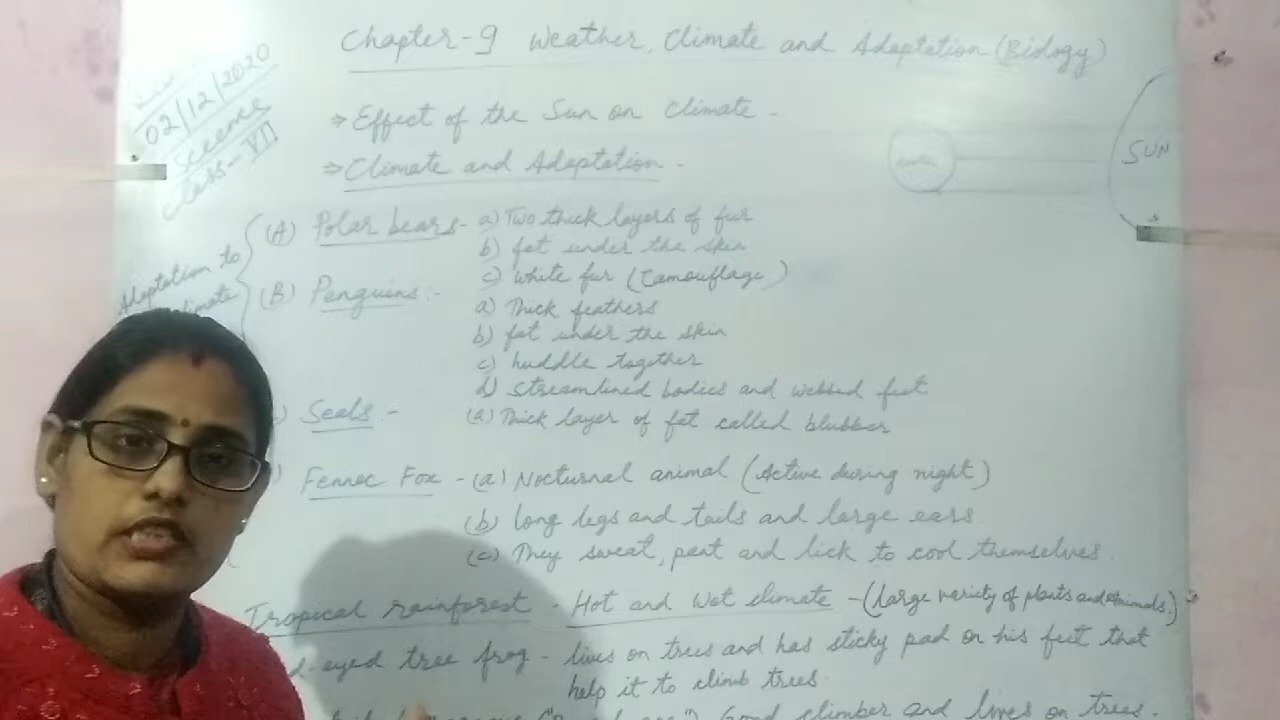 Chapter-9 Weather, Climate and Adaptation (Biology)
02/12/2020
Science
Class-VII
⇒ Effect of the Sun on Climate -
⇒ Climate and Adaptation -
earth
SUN
Adaptation to
climate
(A) Polar bears - a) Two thick layers of fur
b) fat under the skin
c) white fur (Camouflage)
(B) Penguins :- a) Thick feathers
b) fat under the skin
c) huddle together
d) streamlined bodies and webbed feet
Seals - (a) Thick layer of fat called blubber
Fennec Fox - (a) Nocturnal animal (Active during night)
(b) long legs and tails and large ears
(c) They sweat, pant and lick to cool themselves.
Tropical rainforest - Hot and Wet climate - (large variety of plants and animals)
d-eyed tree frog - lives on trees and has sticky pad on his feet that
help it to climb trees.
Good climber and lives on trees.